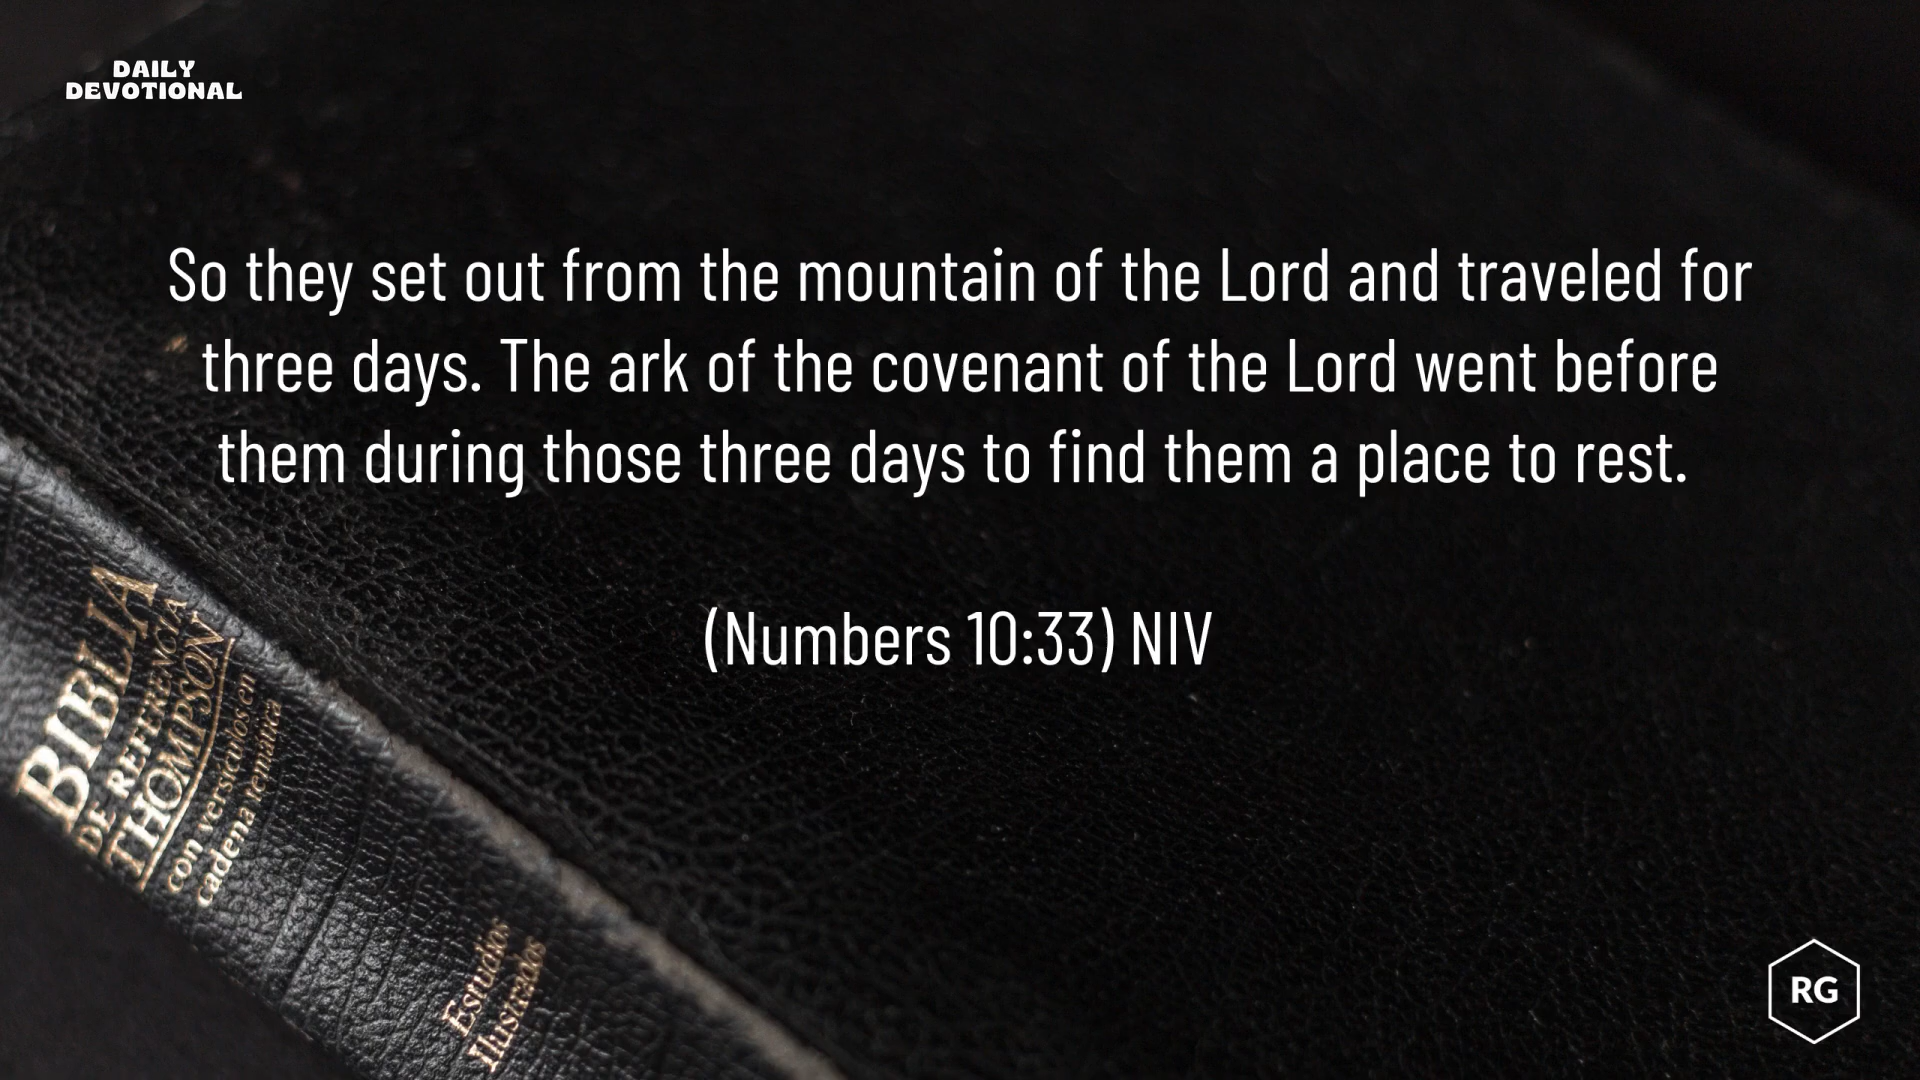 DAILY
DEVOTIONAL
So they set out from the mountain of the Lord and traveled for
three days. The ark of the covenant of the Lord went before
them during those three days to find them a place to rest.
(Numbers 10:33) NIV
BIBLIA
DE REFERENCIA
THOMPSON
con versículos en
cadena temática
Estudios
Ilustrados
RG